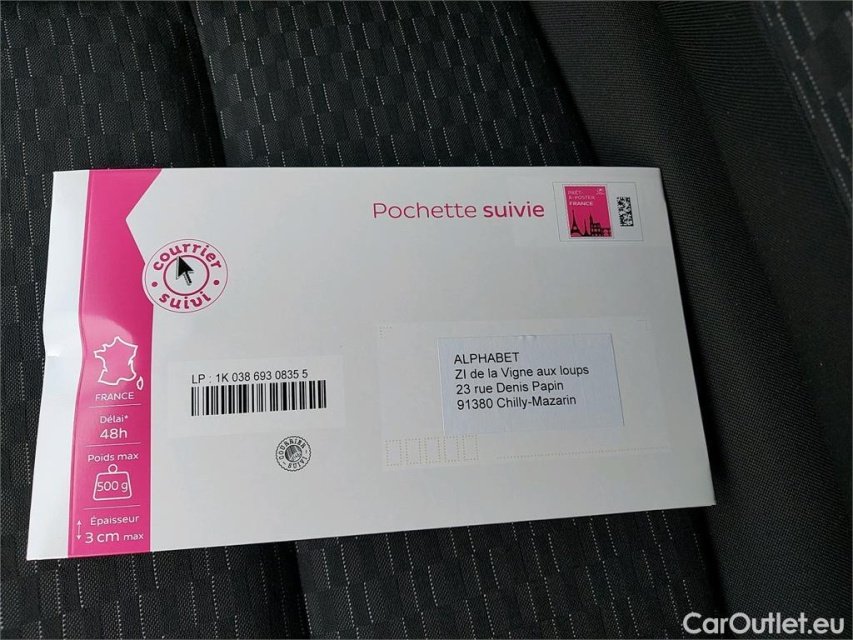 Pochette suivie
PRÊT-
À-POSTER
FRANCE
courrier
suivi
ALPHABET
ZI de la Vigne aux loups
23 rue Denis Papin
91380 Chilly-Mazarin
LP : 1K 038 693 0835 5
COURRIER
SUIVI
FRANCE
Délai*
48h
Poids max
500 g
Épaisseur
3 cm max
CarOutlet.eu